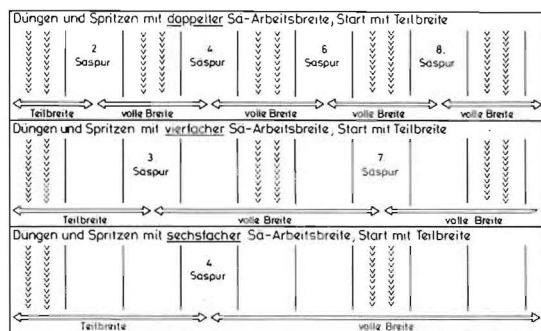 Düngen und Spritzen mit doppelter Sä-Arbeitsbreite, Start mit Teilbreite
2 4 6 8.
Säspur Säspur Säspur Säspur
Teilbreite volle Breite volle Breite volle Breite volle Breite
Düngen und Spritzen mit vierfacher Sä-Arbeitsbreite, Start mit Teilbreite
3 7
Säspur Säspur
Teilbreite volle Breite volle Breite
Düngen und Spritzen mit sechsfacher Sä-Arbeitsbreite, Start mit Teilbreite
4
Säspur
Teilbreite volle Breite